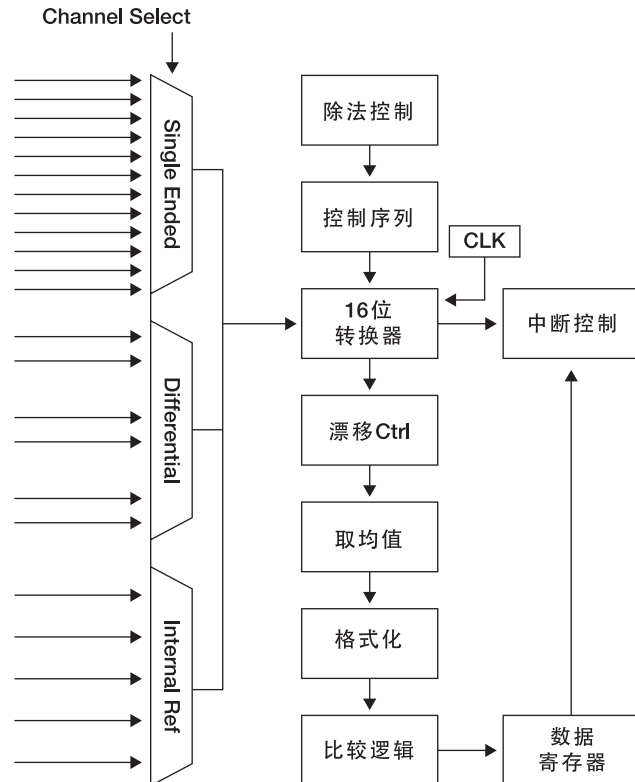 Channel Select
Single Ended
Differential
Internal Ref
除法控制
控制序列
CLK
16位
转换器
中断控制
漂移Ctrl
取均值
格式化
比较逻辑
数据
寄存器